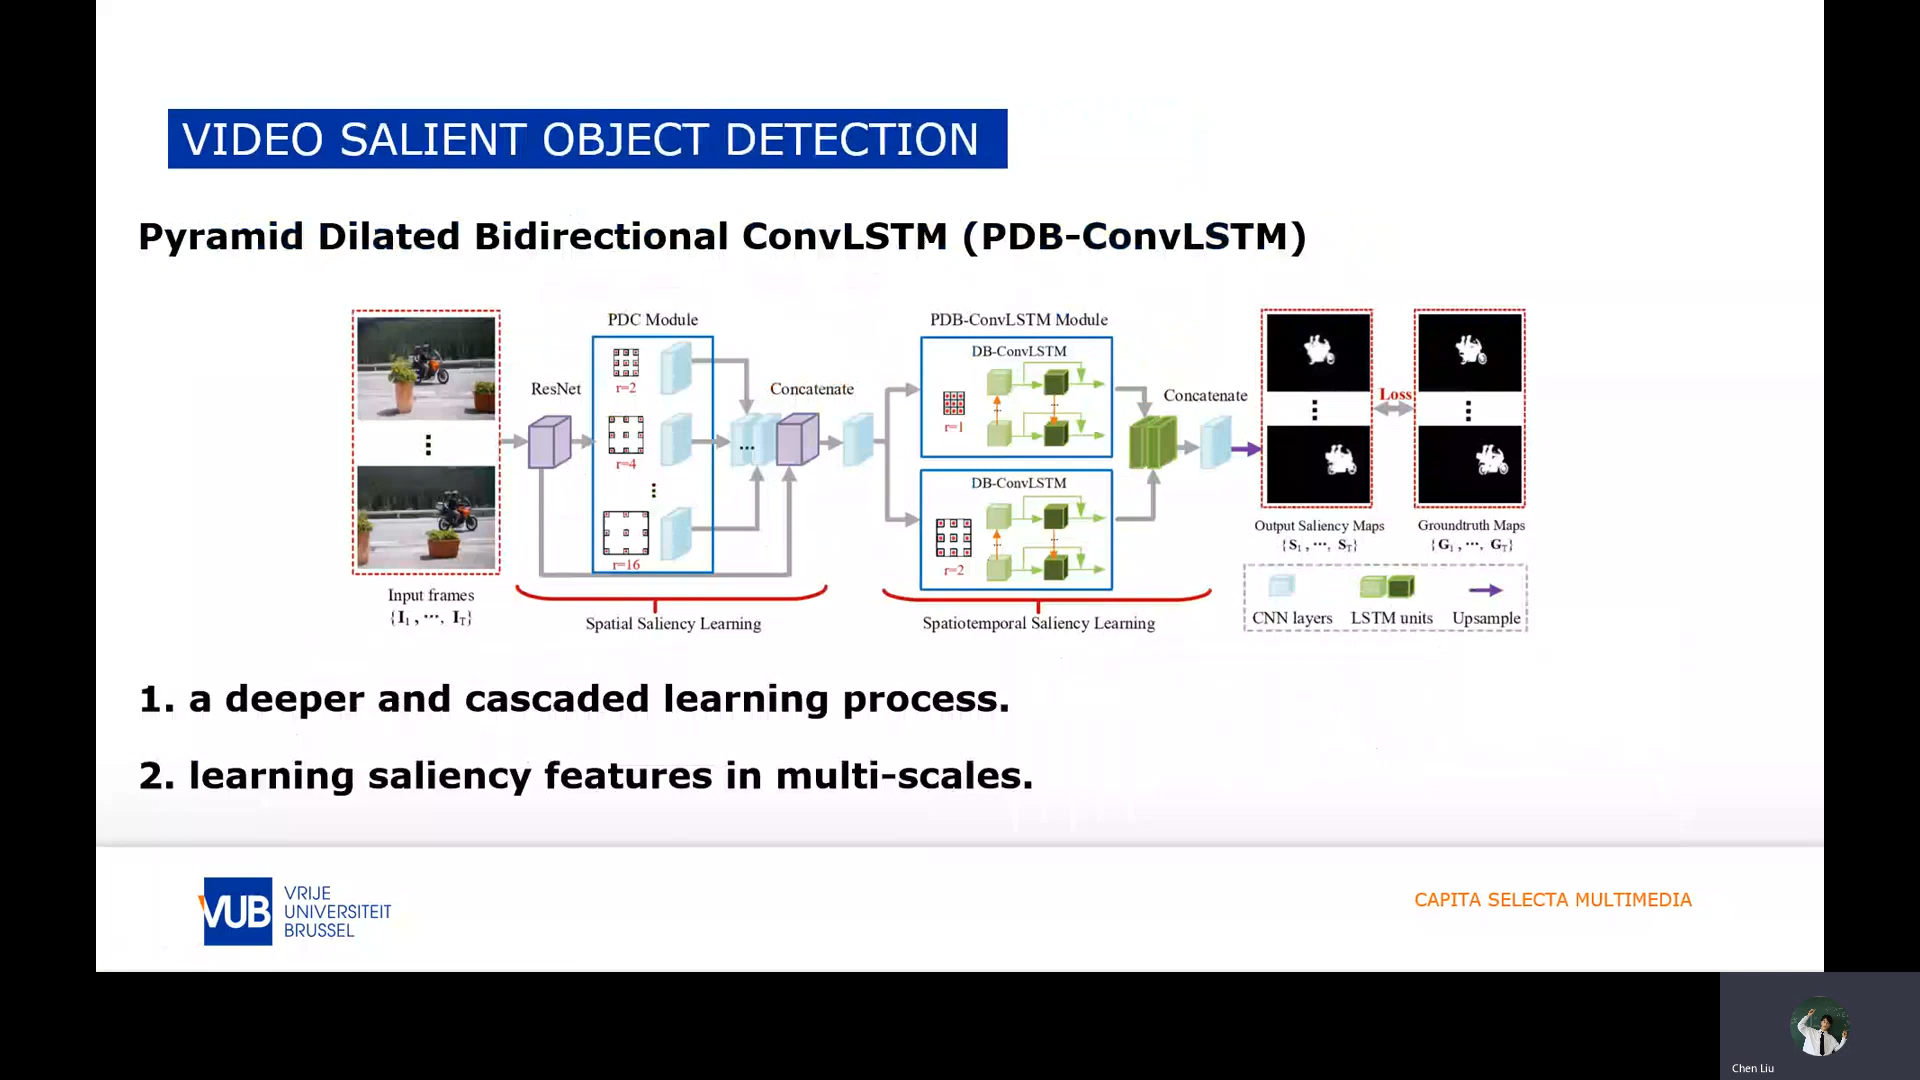 VIDEO SALIENT OBJECT DETECTION
Pyramid Dilated Bidirectional ConvLSTM (PDB-ConvLSTM)
PDC Module
PDB-ConvLSTM Module
DB-ConvLSTM
r=2
ResNet
Concatenate
Concatenate
Loss
r=1
r=4
DB-ConvLSTM
r=16
r=2
Output Saliency Maps
{S1, ···, ST}
Groundtruth Maps
{G1, ···, GT}
Input frames
{I1, ···, IT}
Spatial Saliency Learning
Spatiotemporal Saliency Learning
CNN layers
LSTM units
Upsample
1. a deeper and cascaded learning process.
2. learning saliency features in multi-scales.
VUB
VRIJE
UNIVERSITEIT
BRUSSEL
CAPITA SELECTA MULTIMEDIA
Chen Liu